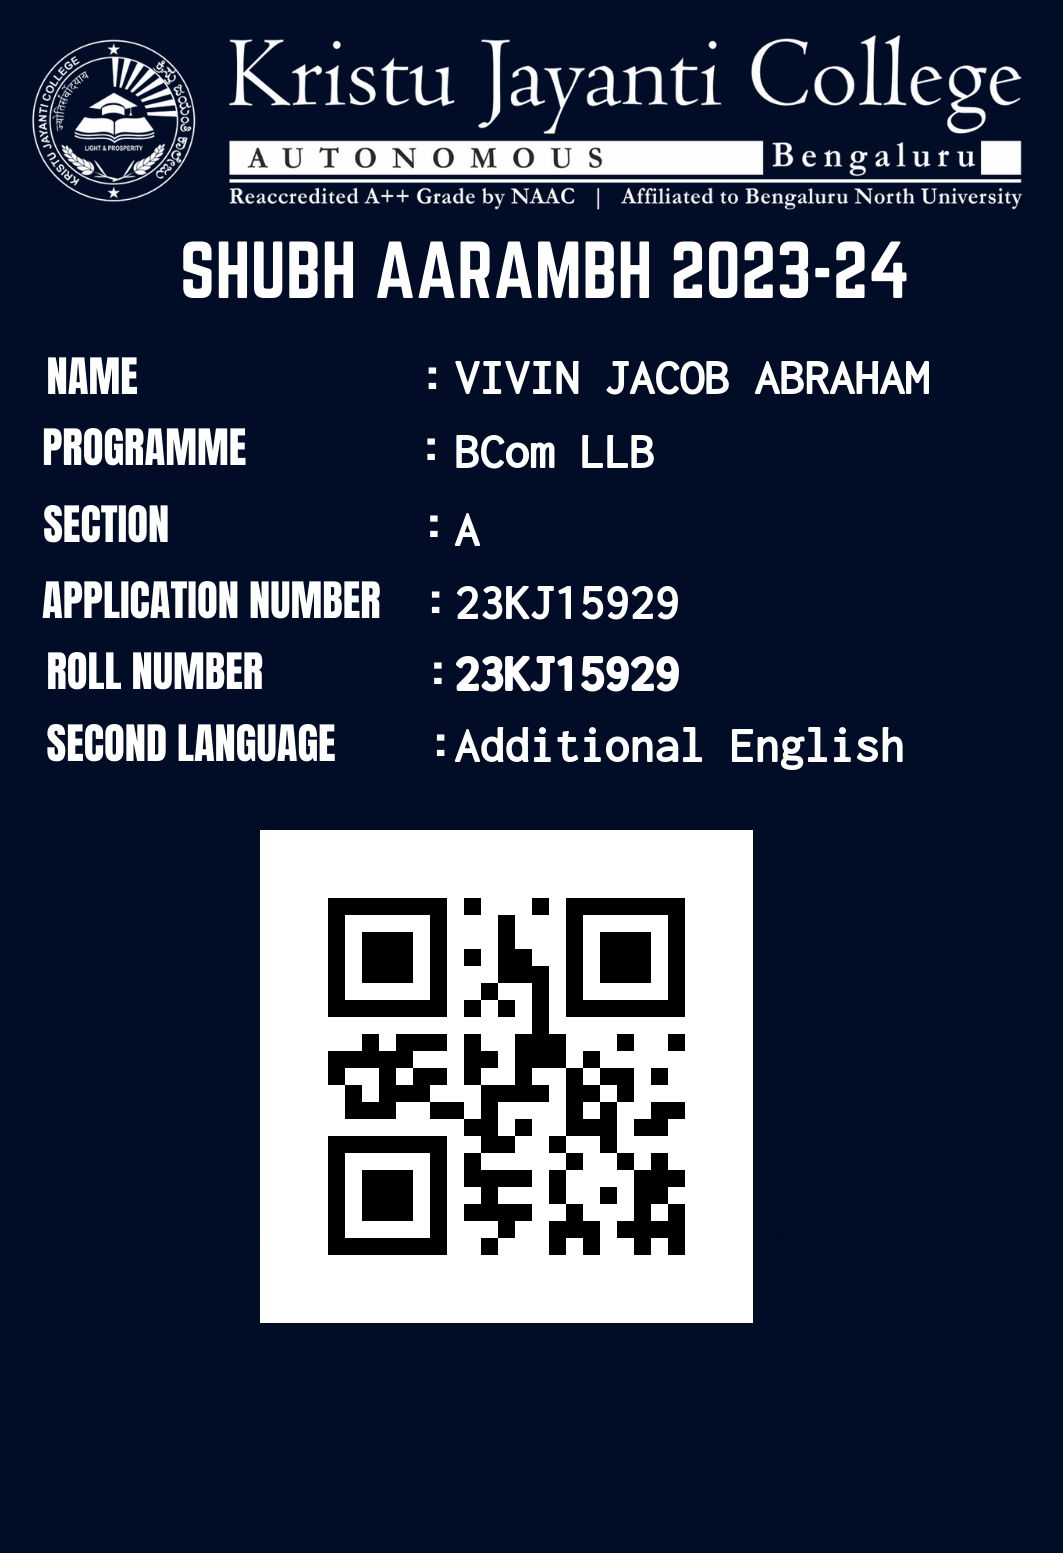 KRISTU JAYANTI COLLEGE
LIGHT & PROSPERITY
Kristu Jayanti College
AUTONOMOUS Bengaluru
Reaccredited A++ Grade by NAAC | Affiliated to Bengaluru North University
SHUBH AARAMBH 2023-24
NAME : VIVIN JACOB ABRAHAM
PROGRAMME : BCom LLB
SECTION : A
APPLICATION NUMBER : 23KJ15929
ROLL NUMBER : 23KJ15929
SECOND LANGUAGE : Additional English